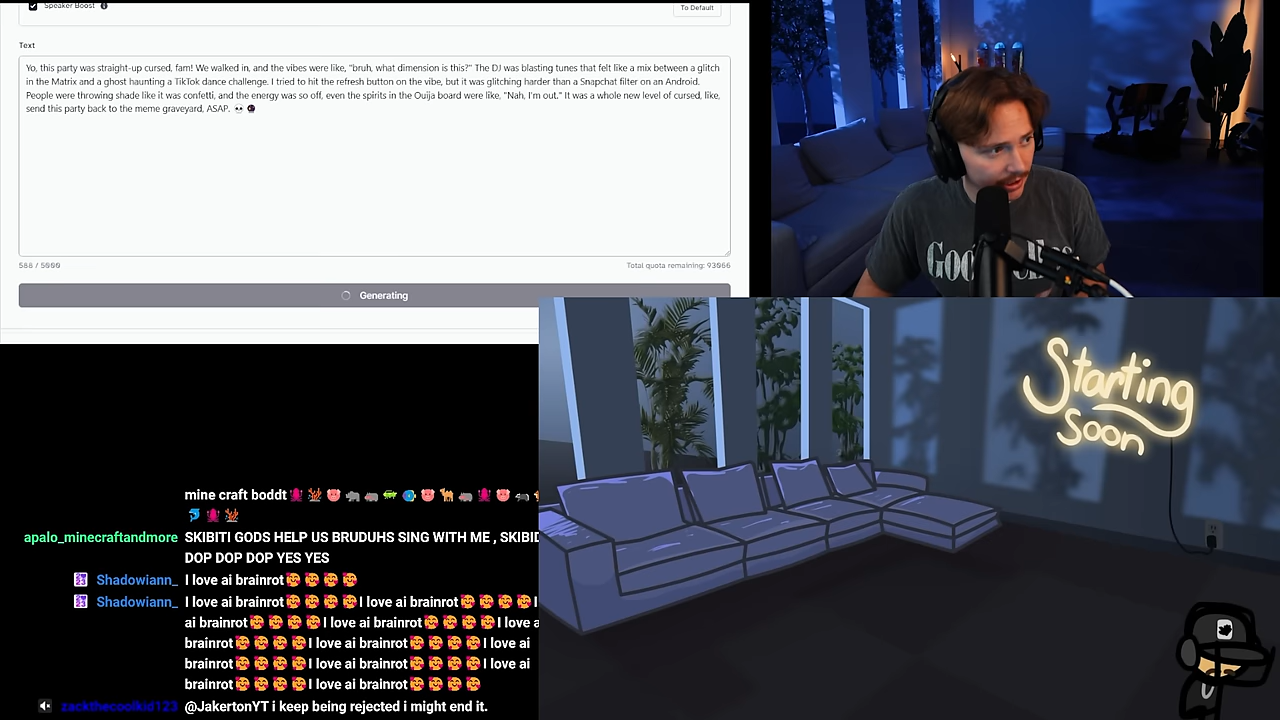 Speaker Boost
To Default
Text
Yo, this party was straight-up cursed, fam! We walked in, and the vibes were like, "bruh, what dimension is this?" The DJ was blasting tunes that felt like a mix between a glitch
in the Matrix and a ghost haunting a TikTok dance challenge. I tried to hit the refresh button on the vibe, but it was glitching harder than a Snapchat filter on an Android.
People were throwing shade like it was confetti, and the energy was so off, even the spirits in the Ouija board were like, "Nah, I'm out." It was a whole new level of cursed, like,
send this party back to the meme graveyard, ASAP. 💀
588 / 5000
Total quota remaining: 93066
Generating
Starting
soon
mine craft boddt
apalo_minecraftandmore SKIBITI GODS HELP US BRUDUHS SING WITH ME , SKIBID
DOP DOP DOP YES YES
Shadowiann_ I love ai brainrot🥰🥰🥰🥰
Shadowiann_ I love ai brainrot🥰🥰🥰🥰I love ai brainrot🥰🥰🥰🥰I
ai brainrot🥰🥰🥰🥰I love ai brainrot🥰🥰🥰🥰I love a
brainrot🥰🥰🥰🥰I love ai brainrot🥰🥰🥰🥰I love ai
brainrot🥰🥰🥰🥰I love ai brainrot🥰🥰🥰🥰I love ai
brainrot🥰🥰🥰🥰I love ai brainrot🥰🥰🥰🥰
zackthecoolkid123 @JakertonYT i keep being rejected i might end it.